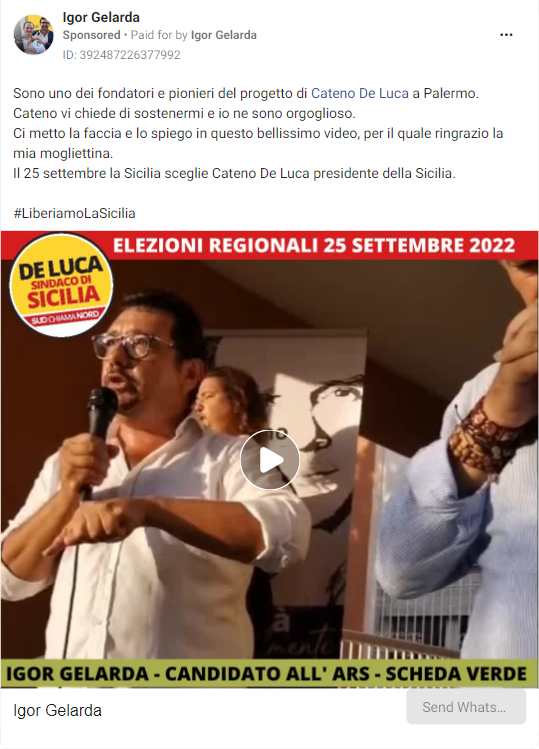 Igor Gelarda
Sponsored • Paid for by Igor Gelarda
ID: 392487226377992
Sono uno dei fondatori e pionieri del progetto di Cateno De Luca a Palermo.
Cateno vi chiede di sostenermi e io ne sono orgoglioso.
Ci metto la faccia e lo spiego in questo bellissimo video, per il quale ringrazio la
mia mogliettina.
Il 25 settembre la Sicilia sceglie Cateno De Luca presidente della Sicilia.
#LiberiamoLaSicilia
ELEZIONI REGIONALI 25 SETTEMBRE 2022
DE LUCA
SINDACO DI
SICILIA
SUD CHIAMA NORD
mente
IGOR GELARDA - CANDIDATO ALL' ARS - SCHEDA VERDE
Igor Gelarda
Send Whats...